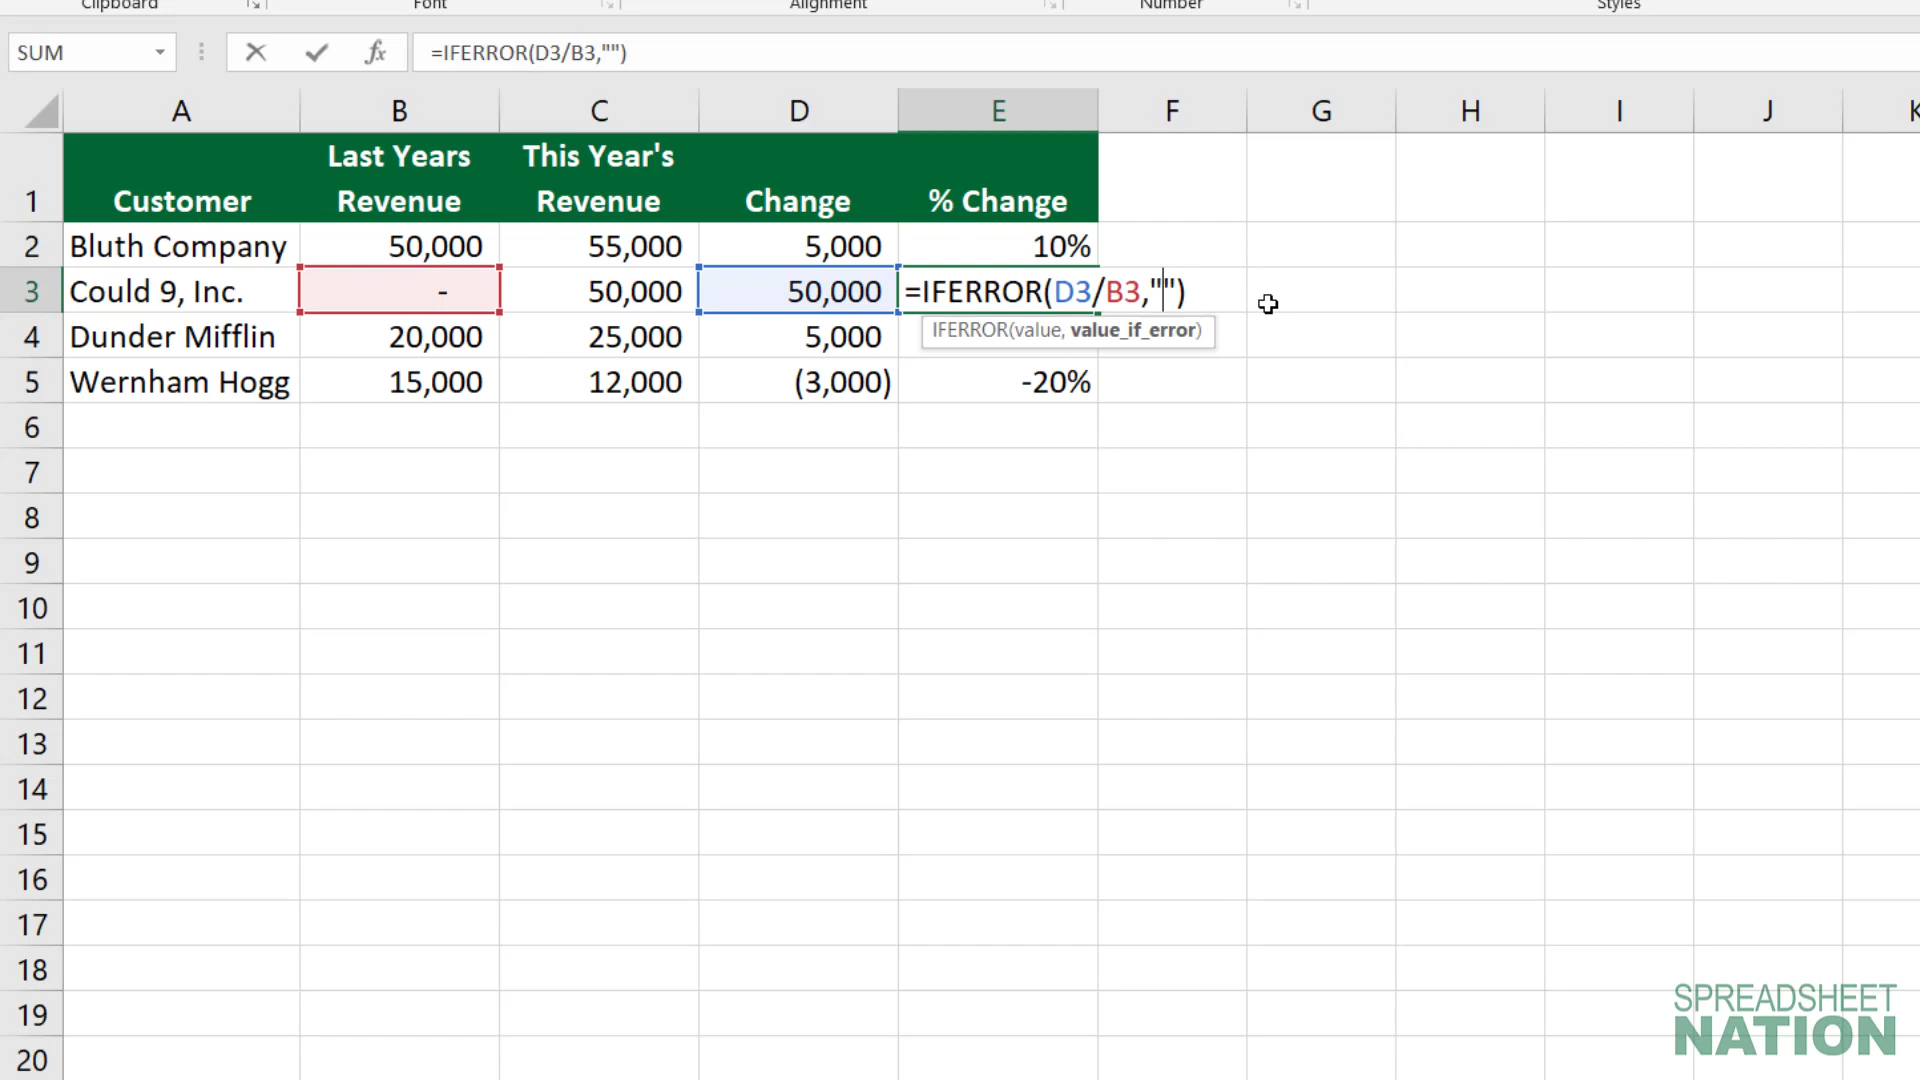 Clipboard Font Alignment Number Styles
SUM fx =IFERROR(D3/B3,"")
A B C D E F G H I J K
Last Years This Year's
1 Customer Revenue Revenue Change % Change
2 Bluth Company 50,000 55,000 5,000 10%
3 Could 9, Inc. - 50,000 50,000 =IFERROR(D3/B3,"")
IFERROR(value, value_if_error)
4 Dunder Mifflin 20,000 25,000 5,000
5 Wernham Hogg 15,000 12,000 (3,000) -20%
6
7
8
9
10
11
12
13
14
15
16
17
18
19
20
SPREADSHEET
NATION